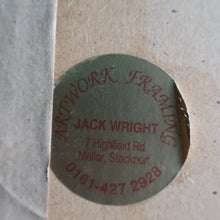 ARTWORK FRAMING
JACK WRIGHT
7 Highfield Rd
Mellor, Stockport
0161-427 2928